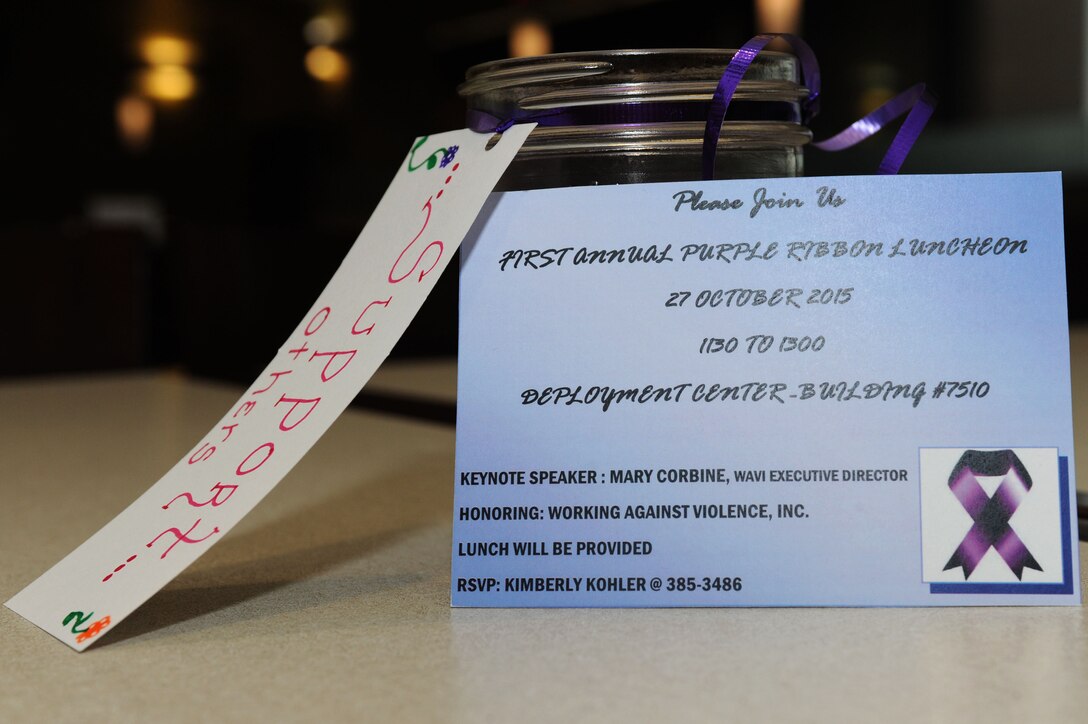 ...Support...
others
Please Join Us
FIRST ANNUAL PURPLE RIBBON LUNCHEON
27 OCTOBER 2015
1130 TO 1300
DEPLOYMENT CENTER-BUILDING #7510
KEYNOTE SPEAKER : MARY CORBINE, WAVI EXECUTIVE DIRECTOR
HONORING: WORKING AGAINST VIOLENCE, INC.
LUNCH WILL BE PROVIDED
RSVP: KIMBERLY KOHLER @ 385-3486